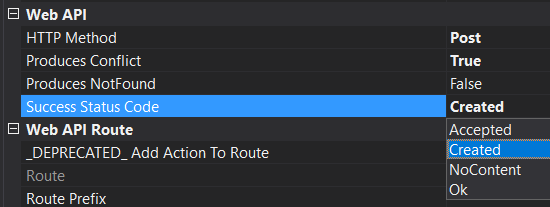 Web API
HTTP Method Post
Produces Conflict True
Produces NotFound False
Success Status Code Created
Web API Route Accepted
_DEPRECATED_ Add Action To Route Created
Route NoContent
Route Prefix Ok